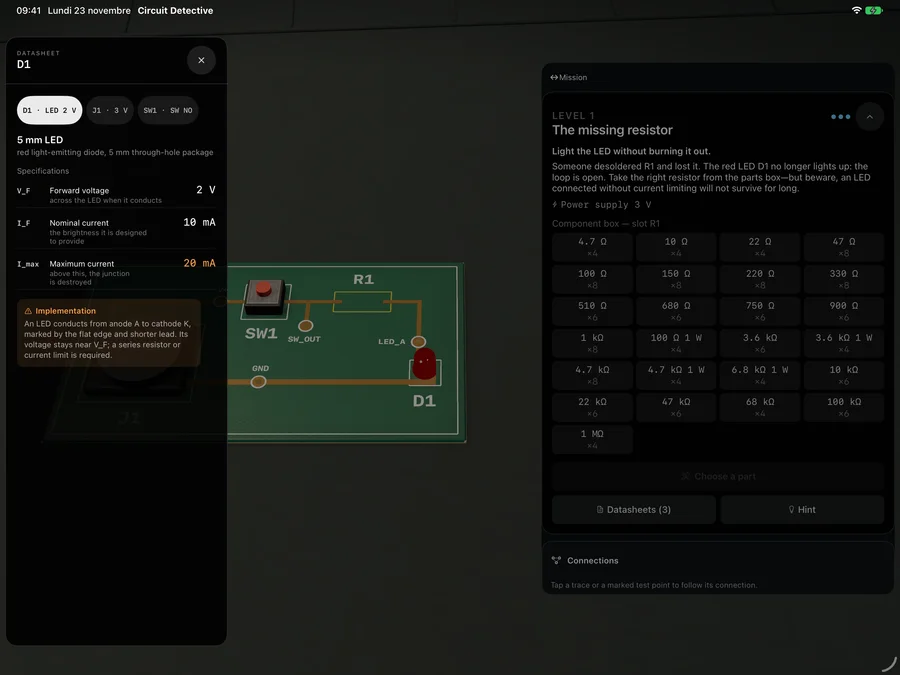 09:41 Lundi 23 novembre Circuit Detective
DATASHEET
D1
D1 · LED 2 V
J1 · 3 V
SW1 · SW NO
5 mm LED
red light-emitting diode, 5 mm through-hole package
Specifications
V_F Forward voltage 2 V
across the LED when it conducts
I_F Nominal current 10 mA
the brightness it is designed
to provide
I_max Maximum current 20 mA
above this, the junction
is destroyed
Implementation
An LED conducts from anode A to cathode K,
marked by the flat edge and shorter lead. Its
voltage stays near V_F; a series resistor or
current limit is required.
J1
R1
SW1
SW_OUT
LED_A
GND
D1
Mission
LEVEL 1
The missing resistor
Light the LED without burning it out.
Someone desoldered R1 and lost it. The red LED D1 no longer lights up: the
loop is open. Take the right resistor from the parts box—but beware, an LED
connected without current limiting will not survive for long.
Power supply 3 V
Component box — slot R1
4.7 Ω 10 Ω 22 Ω 47 Ω
×4 ×4 ×4 ×8
100 Ω 150 Ω 220 Ω 330 Ω
×8 ×8 ×8 ×8
510 Ω 680 Ω 750 Ω 900 Ω
×6 ×6 ×6 ×6
1 kΩ 100 Ω 1 W 3.6 kΩ 3.6 kΩ 1 W
×8 ×4 ×6 ×4
4.7 kΩ 4.7 kΩ 1 W 6.8 kΩ 1 W 10 kΩ
×8 ×4 ×4 ×6
22 kΩ 47 kΩ 68 kΩ 100 kΩ
×6 ×6 ×4 ×6
1 MΩ
×4
Choose a part
Datasheets (3)
Hint
Connections
Tap a trace or a marked test point to follow its connection.